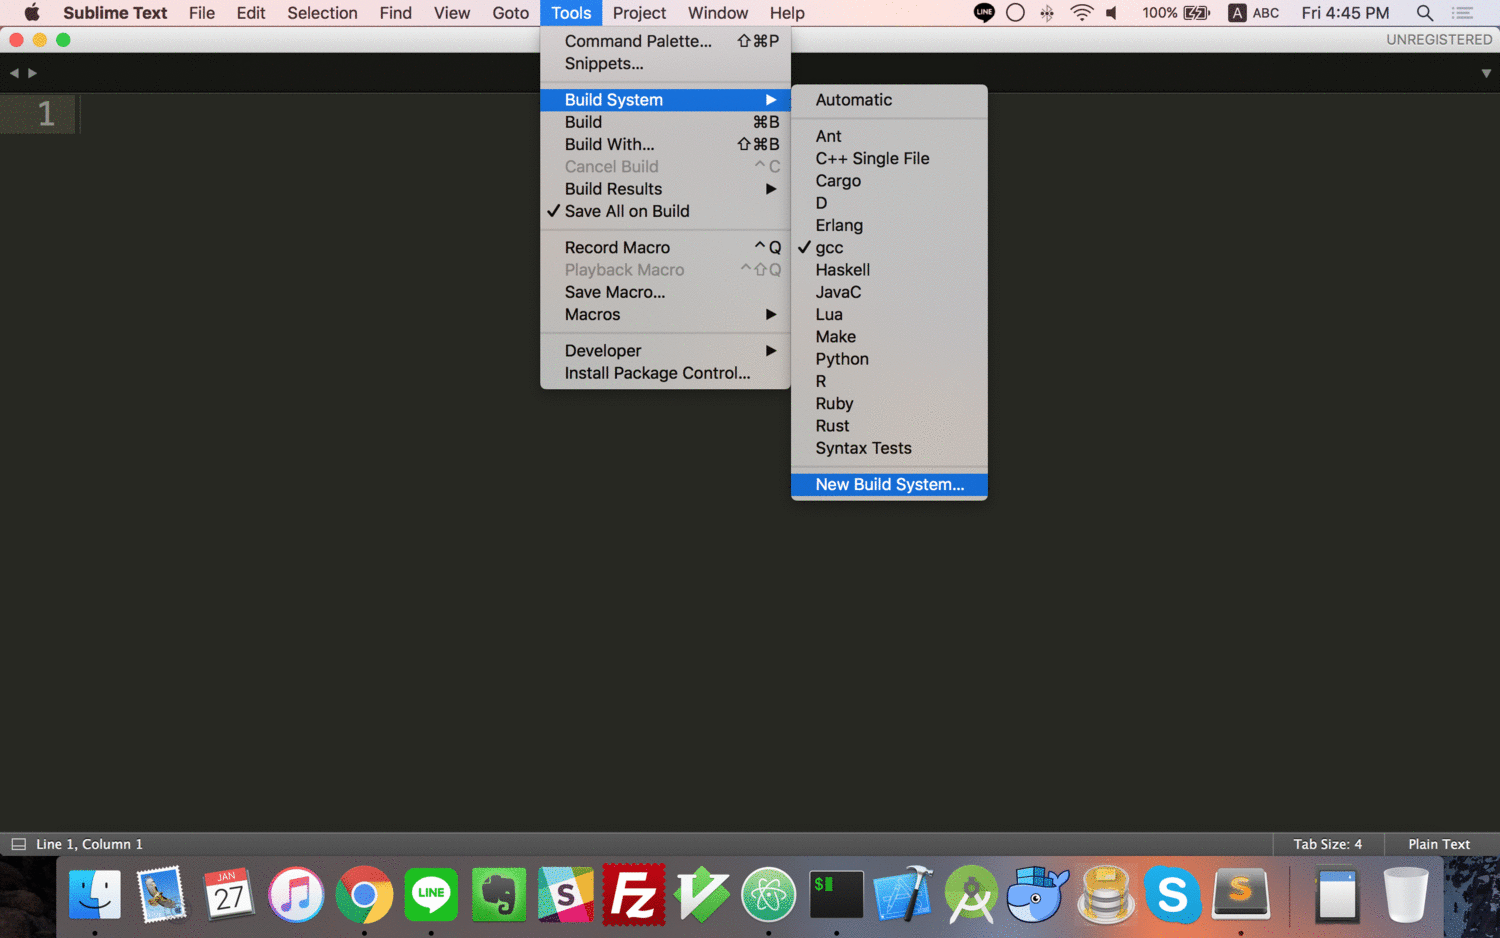 Sublime Text File Edit Selection Find View Goto Tools Project Window Help LINE 100% A ABC Fri 4:45 PM
UNREGISTERED
Command Palette... ⇧⌘P
Snippets...
Build System ▶
Build ⌘B
Build With... ⇧⌘B
Cancel Build ^C
Build Results ▶
✓ Save All on Build
Record Macro ^Q
Playback Macro ^⇧Q
Save Macro...
Macros ▶
Developer ▶
Install Package Control...
Automatic
Ant
C++ Single File
Cargo
D
Erlang
✓ gcc
Haskell
JavaC
Lua
Make
Python
R
Ruby
Rust
Syntax Tests
New Build System...
1
Line 1, Column 1 Tab Size: 4 Plain Text
JAN
27
LINE
S
FZ
V
$
S
S